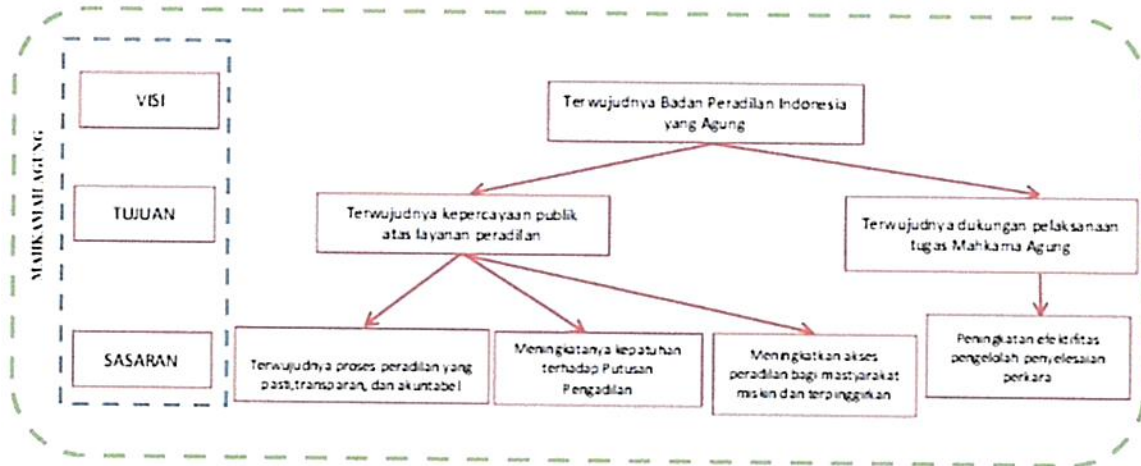 MAHKAMAH AGUNG
VISI
Terwujudnya Badan Peradilan Indonesia
yang Agung
TUJUAN
Terwujudnya kepercayaan publik
atas layanan peradilan
Terwujudnya dukungan pelaksanaan
tugas Mahkama Agung
SASARAN
Terwujudnya proses peradilan yang
pasti,transparan, dan akuntabel
Meningkatanya kepatuhan
terhadap Putusan
Pengadilan
Meningkatkan akses
peradilan bagi mastyarakat
miskin dan terpinggirkan
Peningkatan efektifitas
pengelolah penyelesaian
perkara